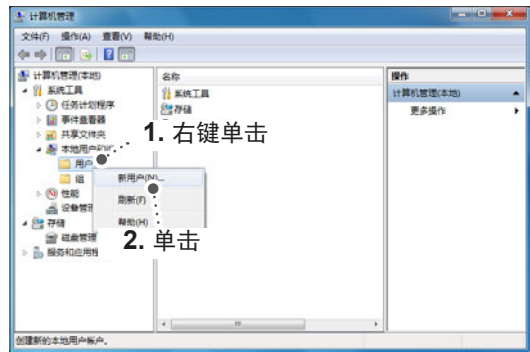 计算机管理
文件(F) 操作(A) 查看(V) 帮助(H)
计算机管理(本地)
系统工具
任务计划程序
事件查看器
共享文件夹
本地用户和组
用户
组
性能
设备管理
存储
磁盘管理
服务和应用程
名称
系统工具
存储
操作
计算机管理(本地)
更多操作
1. 右键单击
新用户(N)...
刷新(F)
帮助(H)
2. 单击
创建新的本地用户帐户。